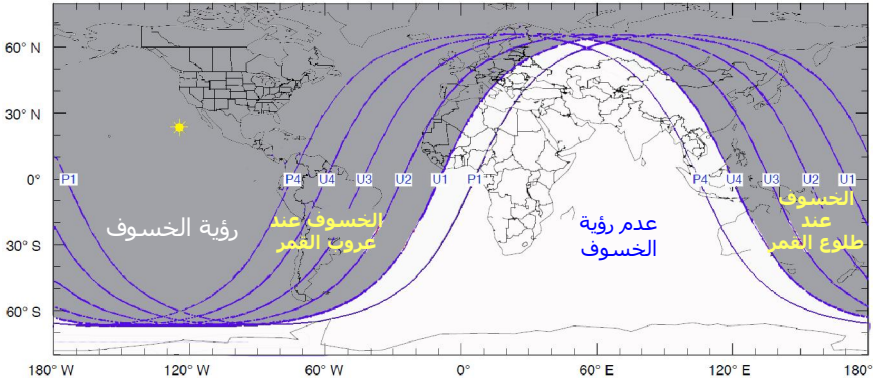 60° N
30° N
0°
30° S
60° S
P1
P4
U4
U3
U2
U1
P1
P4
U4
U3
U2
U1
رؤية الخسوف
الخسوف عند
عروب القمر
عدم رؤية
الخسوف
الخسوف
عند
طلوع القمر
180° W 120° W 60° W 0° 60° E 120° E 180°